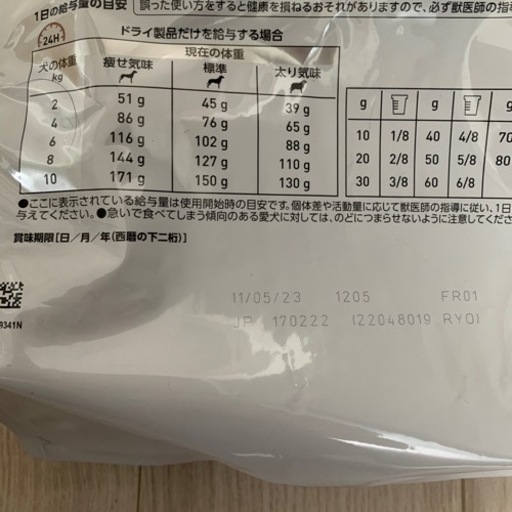 1日の給与量の目安
誤った使い方をすると健康を損ねるおそれがありますので、必ず獣医師の指
24H
ドライ製品だけを給与する場合
現在の体重
犬の体重 kg 痩せ気味 標準 太り気味
2 51 g 45 g 39 g
4 86 g 76 g 65 g
6 116 g 102 g 88 g
8 144 g 127 g 110 g
10 171 g 150 g 130 g
g g g
10 1/8 40 4/8 70
20 2/8 50 5/8 80
30 3/8 60 6/8
●ここに表示されている給与量は使用開始時の目安です。個体差や活動量に応じて獣医師の指導に従い、1日
与えてください。●急いで食べてしまう傾向のある愛犬に対しては、のどにつまらせないように注意してくださ
賞味期限[日/月/年(西暦の下二桁)]
11/05/23 1205 FR01
JP 170222 (22048019 RYO)
9341N